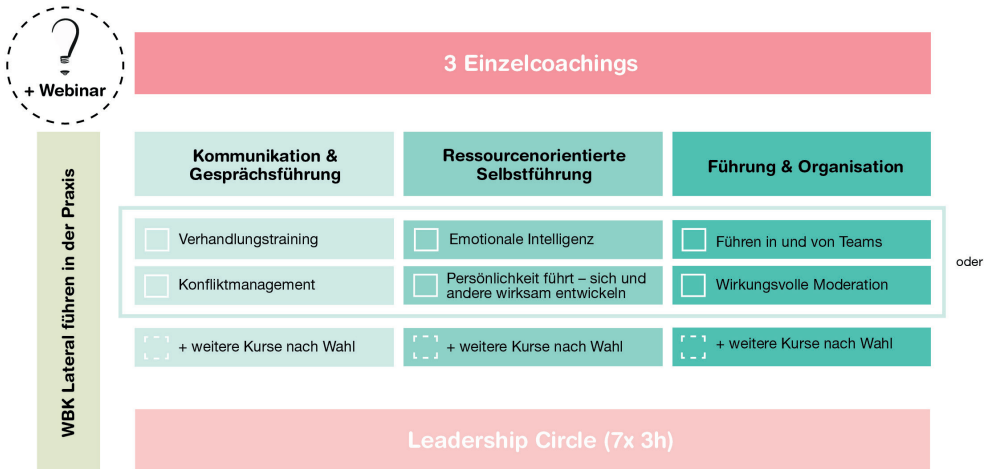 + Webinar
3 Einzelcoachings
WBK Lateral führen in der Praxis
Kommunikation &
Gesprächsführung
Ressourcenorientierte
Selbstführung
Führung & Organisation
Verhandlungstraining
Emotionale Intelligenz
Führen in und von Teams
oder
Konfliktmanagement
Persönlichkeit führt – sich und
andere wirksam entwickeln
Wirkungsvolle Moderation
+ weitere Kurse nach Wahl
+ weitere Kurse nach Wahl
+ weitere Kurse nach Wahl
Leadership Circle (7x 3h)